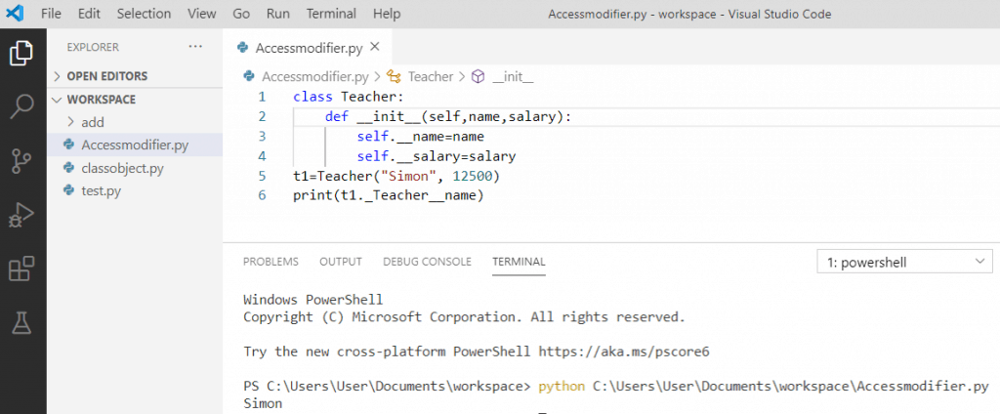 File Edit Selection View Go Run Terminal Help Accessmodifier.py - workspace - Visual Studio Code
EXPLORER ···
OPEN EDITORS
WORKSPACE
add
Accessmodifier.py
classobject.py
test.py
Accessmodifier.py
Accessmodifier.py > Teacher > __init__
1 class Teacher:
2 def __init__(self,name,salary):
3 self.__name=name
4 self.__salary=salary
5 t1=Teacher("Simon", 12500)
6 print(t1._Teacher__name)
PROBLEMS OUTPUT DEBUG CONSOLE TERMINAL 1: powershell
Windows PowerShell
Copyright (C) Microsoft Corporation. All rights reserved.
Try the new cross-platform PowerShell https://aka.ms/pscore6
PS C:\Users\User\Documents\workspace> python C:\Users\User\Documents\workspace\Accessmodifier.py
Simon